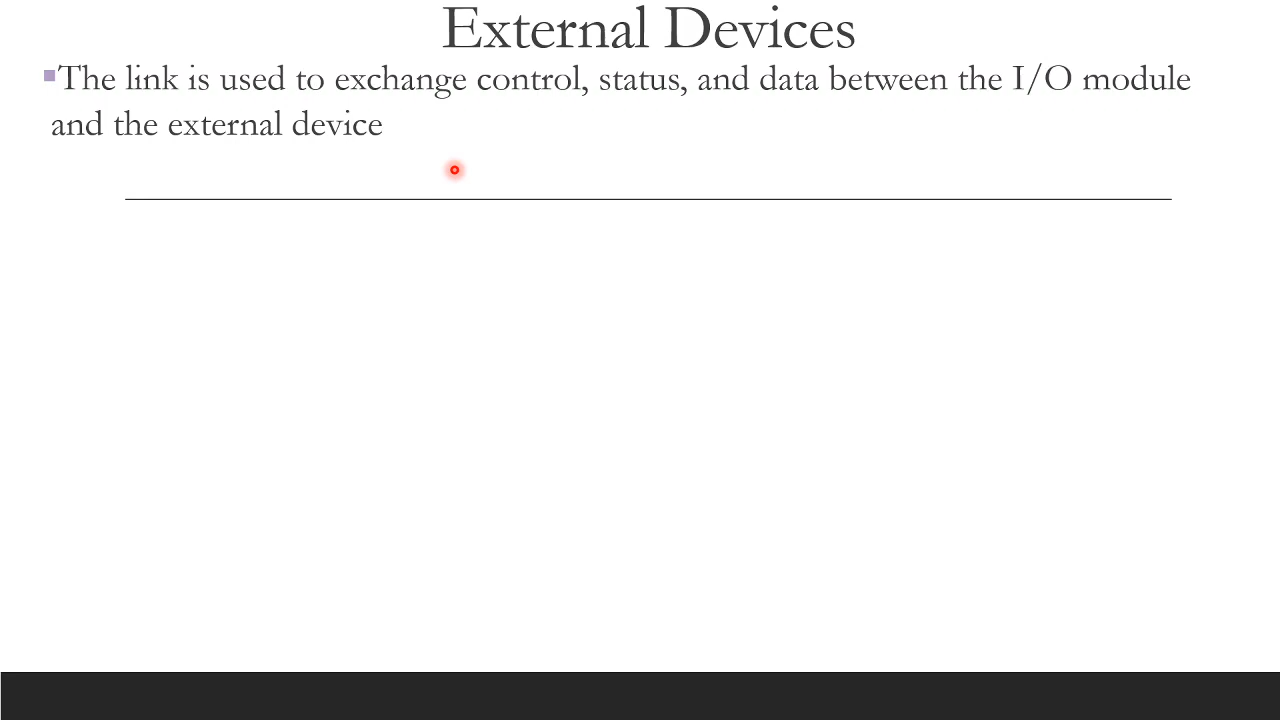 External Devices
▪The link is used to exchange control, status, and data between the I/O module
and the external device